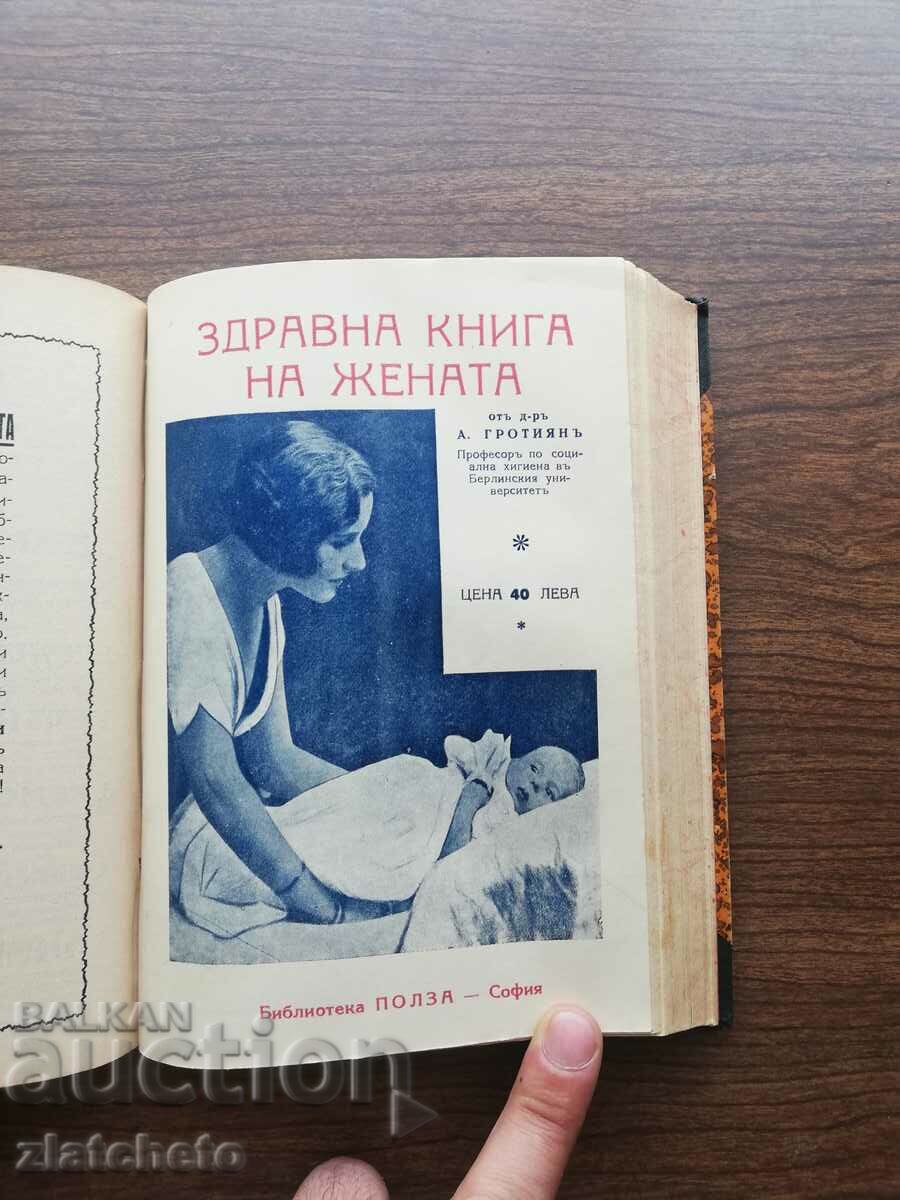 ТА
о-
а-
и-
б-
е-
е-
н-
ж-
а,
о.
и
и
ъ
-
и
ъ
а
!
ЗДРАВНА КНИГА
НА ЖЕНАТА
отъ д-ръ
А. ГРОТИЯНЪ
Професоръ по соци-
ална хигиена въ
Берлинския уни-
верситетъ
*
ЦЕНА 40 ЛЕВА
*
Библиотека ПОЛЗА — София
BALKAN
auction
zlatcheto